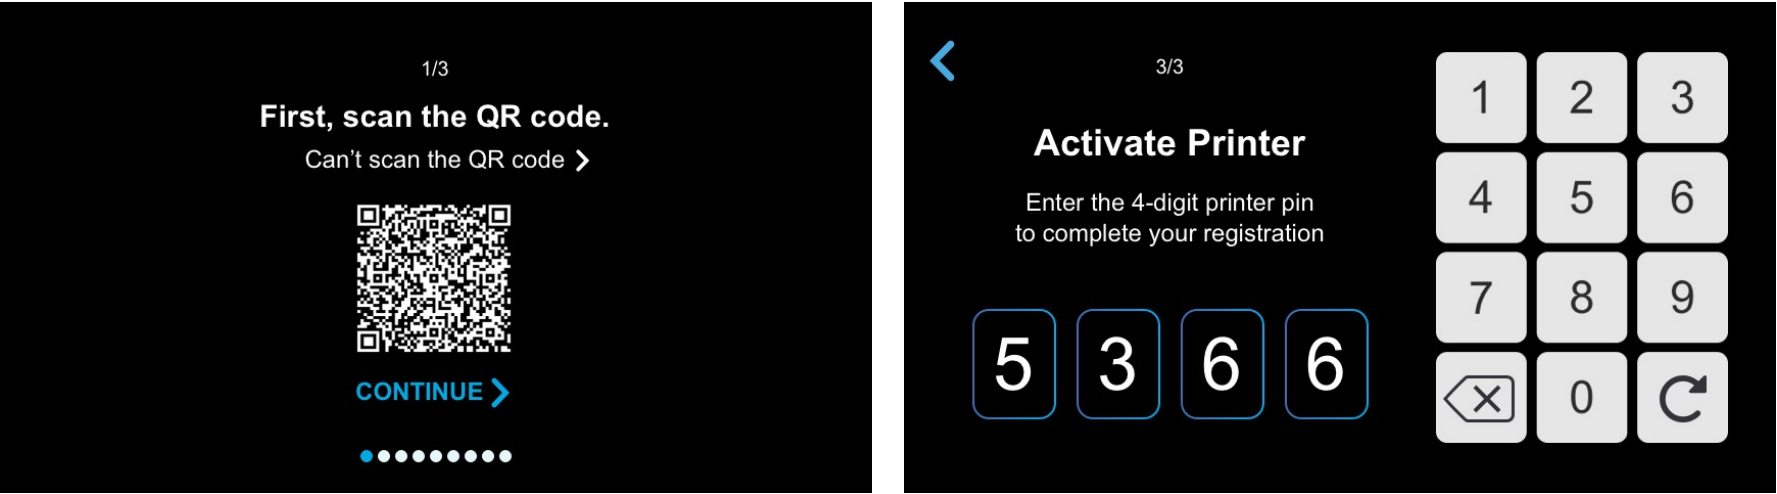 1/3
First, scan the QR code.
Can't scan the QR code
CONTINUE
3/3
Activate Printer
Enter the 4-digit printer pin
to complete your registration
5 3 6 6
1 2 3
4 5 6
7 8 9
0